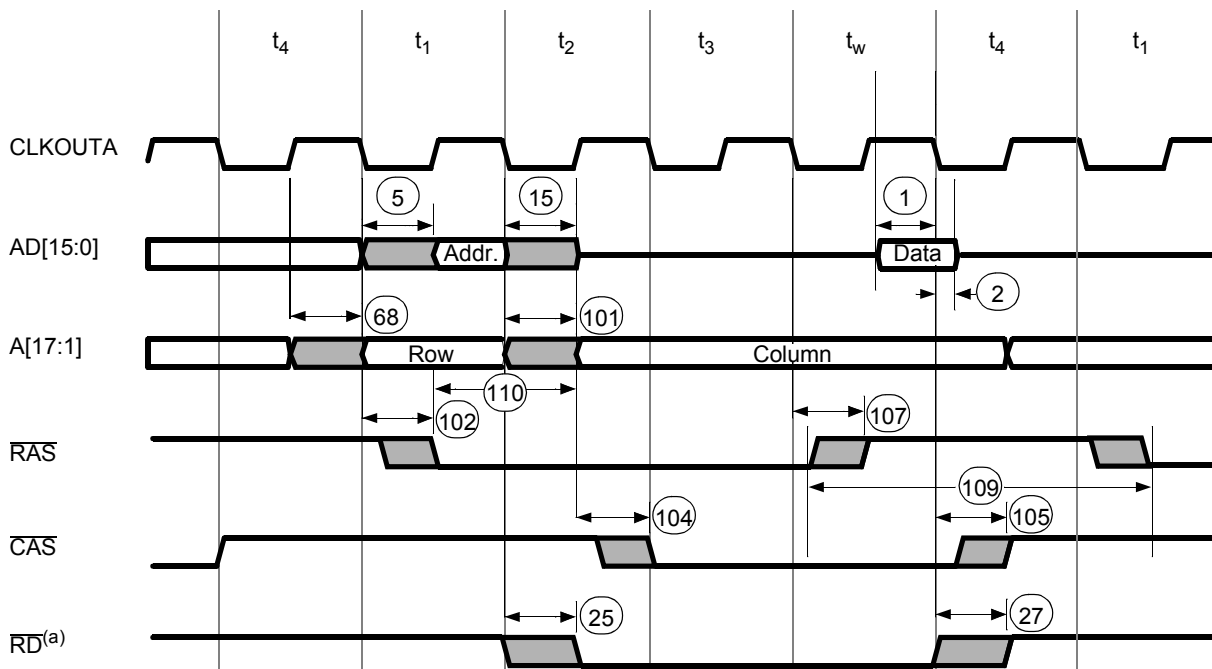 t4 t1 t2 t3 tw t4 t1
CLKOUTA
5 15 1
AD[15:0] Addr. Data
2
68 101
A[17:1] Row Column
110
102 107
RAS
109
104 105
CAS
25 27
RD(a)